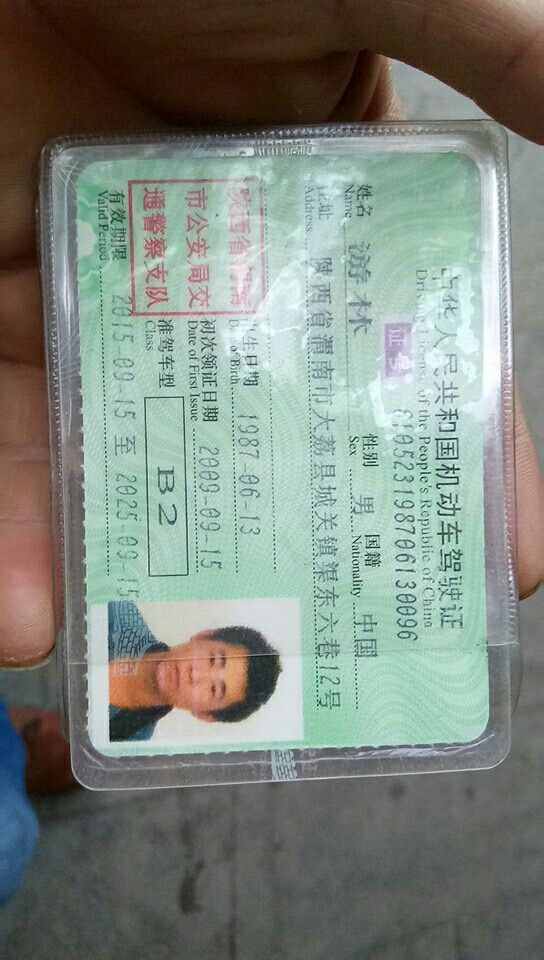 中华人民共和国机动车驾驶证
Driving License of the People's Republic of China
证号 610523198706130096
姓名 游林 性别 男 国籍 中国
Name Sex Nationality
住址 陕西省渭南市大荔县城关镇渠东六巷12号
Address
出生日期 1987-06-13
Date of Birth
陕西省渭南
市公安局交
通警察支队
初次领证日期 2009-09-15
Date of First Issue
准驾车型 B2
Class
有效期限 2015-09-15 至 2025-09-15
Valid Period